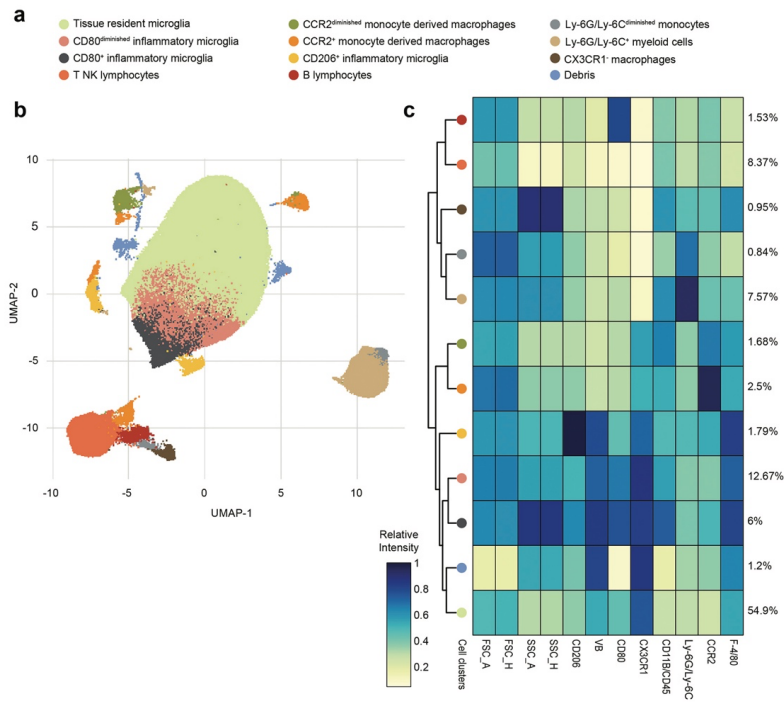 a
Tissue resident microglia
CD80diminished inflammatory microglia
CD80+ inflammatory microglia
T NK lymphocytes
CCR2diminished monocyte derived macrophages
CCR2+ monocyte derived macrophages
CD206+ inflammatory microglia
B lymphocytes
Ly-6G/Ly-6Cdiminished monocytes
Ly-6G/Ly-6C+ myeloid cells
CX3CR1- macrophages
Debris
b
10
5
0
-5
-10
UMAP-2
-10
-5
0
5
10
UMAP-1
c
1.53%
8.37%
0.95%
0.84%
7.57%
1.68%
2.5%
1.79%
12.67%
6%
1.2%
54.9%
Relative
Intensity
1
0.8
0.6
0.4
0.2
Cell clusters
FSC_A
FSC_H
SSC_A
SSC_H
CD206
VB
CD80
CX3CR1
CD11B/CD45
Ly-6G/Ly-6C
CCR2
F-4/80